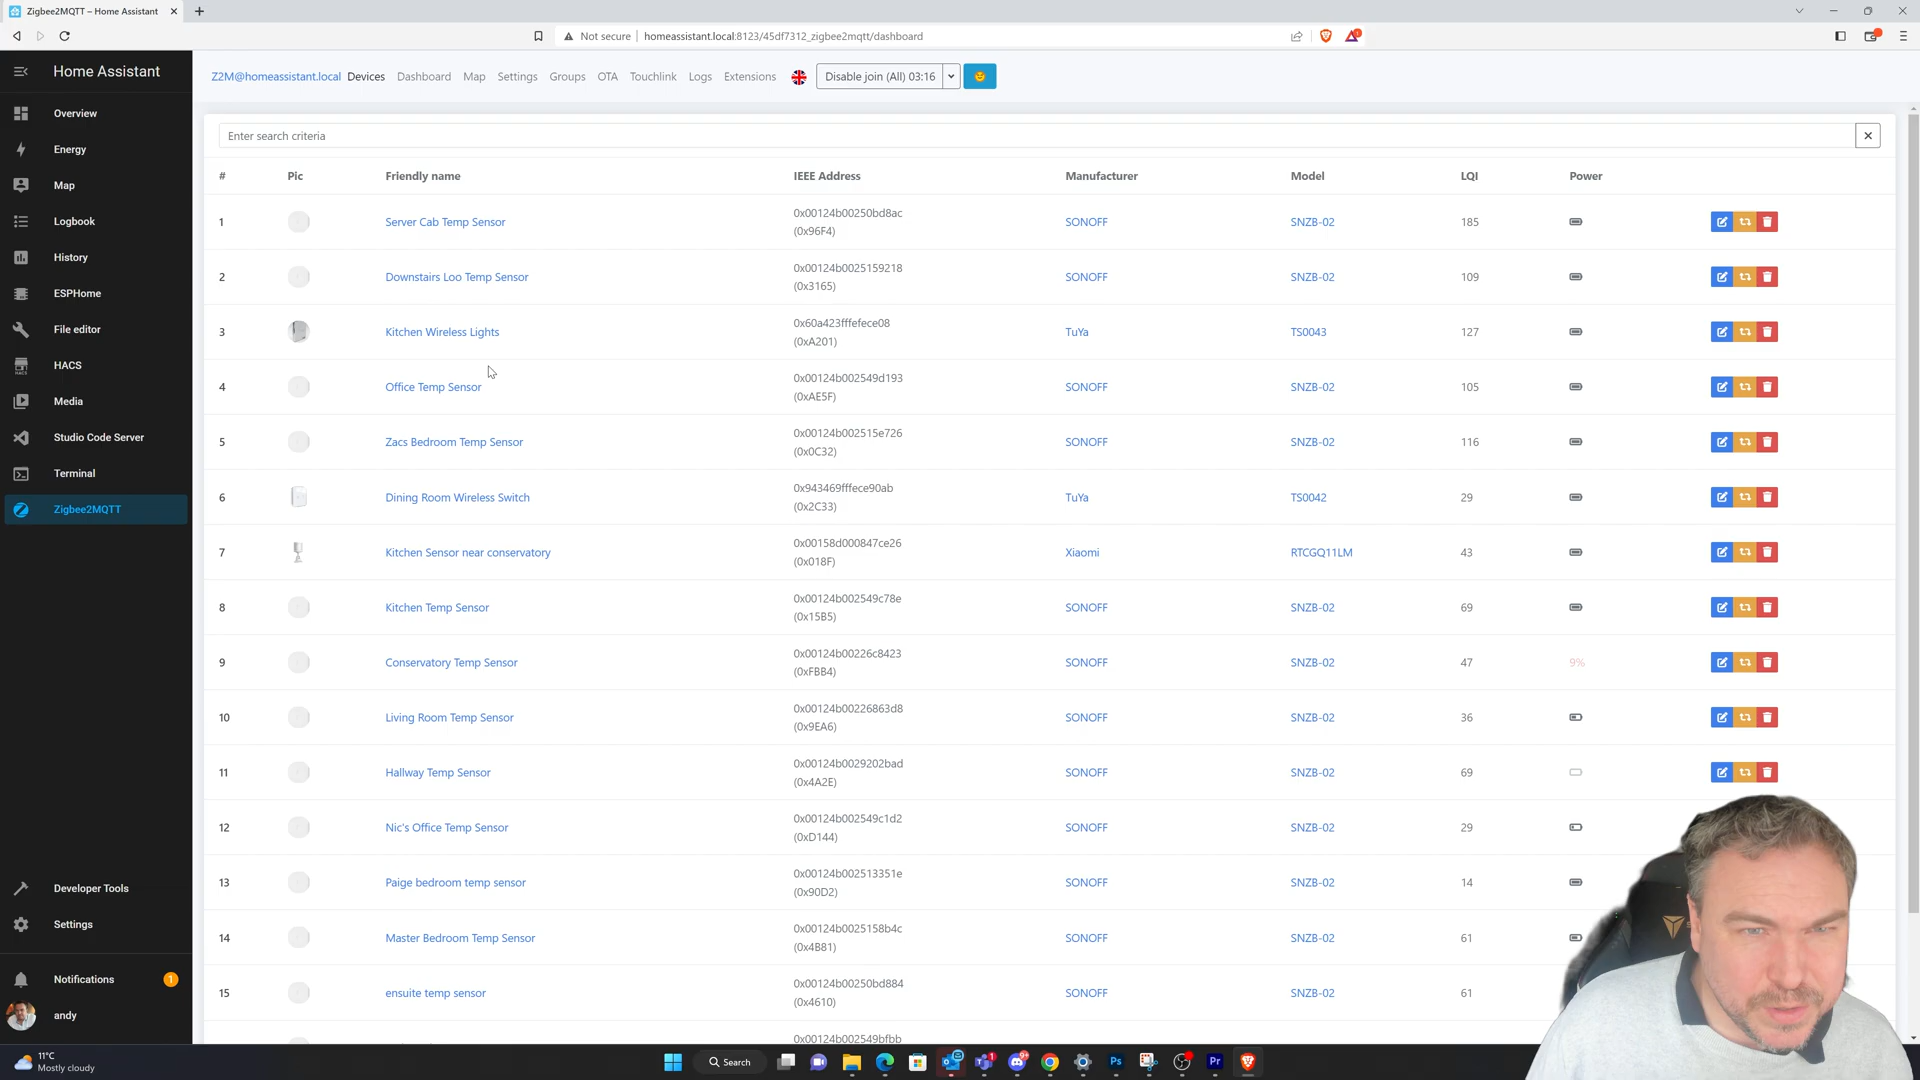 Zigbee2MQTT – Home Assistant
Not secure homeassistant.local:8123/45df7312_zigbee2mqtt/dashboard
Home Assistant
Overview
Energy
Map
Logbook
History
ESPHome
File editor
HACS
Media
Studio Code Server
Terminal
Zigbee2MQTT
Developer Tools
Settings
Notifications 1
andy
Z2M@homeassistant.local Devices Dashboard Map Settings Groups OTA Touchlink Logs Extensions Disable join (All) 03:16
Enter search criteria
# Pic Friendly name IEEE Address Manufacturer Model LQI Power
1 Server Cab Temp Sensor 0x00124b00250bd8ac SONOFF SNZB-02 185
(0x96F4)
2 Downstairs Loo Temp Sensor 0x00124b0025159218 SONOFF SNZB-02 109
(0x3165)
3 Kitchen Wireless Lights 0x60a423fffefece08 TuYa TS0043 127
(0xA201)
4 Office Temp Sensor 0x00124b002549d193 SONOFF SNZB-02 105
(0xAE5F)
5 Zacs Bedroom Temp Sensor 0x00124b002515e726 SONOFF SNZB-02 116
(0x0C32)
6 Dining Room Wireless Switch 0x943469fffece90ab TuYa TS0042 29
(0x2C33)
7 Kitchen Sensor near conservatory 0x00158d000847ce26 Xiaomi RTCGQ11LM 43
(0x018F)
8 Kitchen Temp Sensor 0x00124b002549c78e SONOFF SNZB-02 69
(0x15B5)
9 Conservatory Temp Sensor 0x00124b00226c8423 SONOFF SNZB-02 47 9%
(0xFBB4)
10 Living Room Temp Sensor 0x00124b00226863d8 SONOFF SNZB-02 36
(0x9EA6)
11 Hallway Temp Sensor 0x00124b0029202bad SONOFF SNZB-02 69
(0x4A2E)
12 Nic's Office Temp Sensor 0x00124b002549c1d2 SONOFF SNZB-02 29
(0xD144)
13 Paige bedroom temp sensor 0x00124b002513351e SONOFF SNZB-02 14
(0x90D2)
14 Master Bedroom Temp Sensor 0x00124b0025158b4c SONOFF SNZB-02 61
(0x4B81)
15 ensuite temp sensor 0x00124b00250bd884 SONOFF SNZB-02 61
(0x4610)
0x00124b002549bfbb
11°C
Mostly cloudy
Search